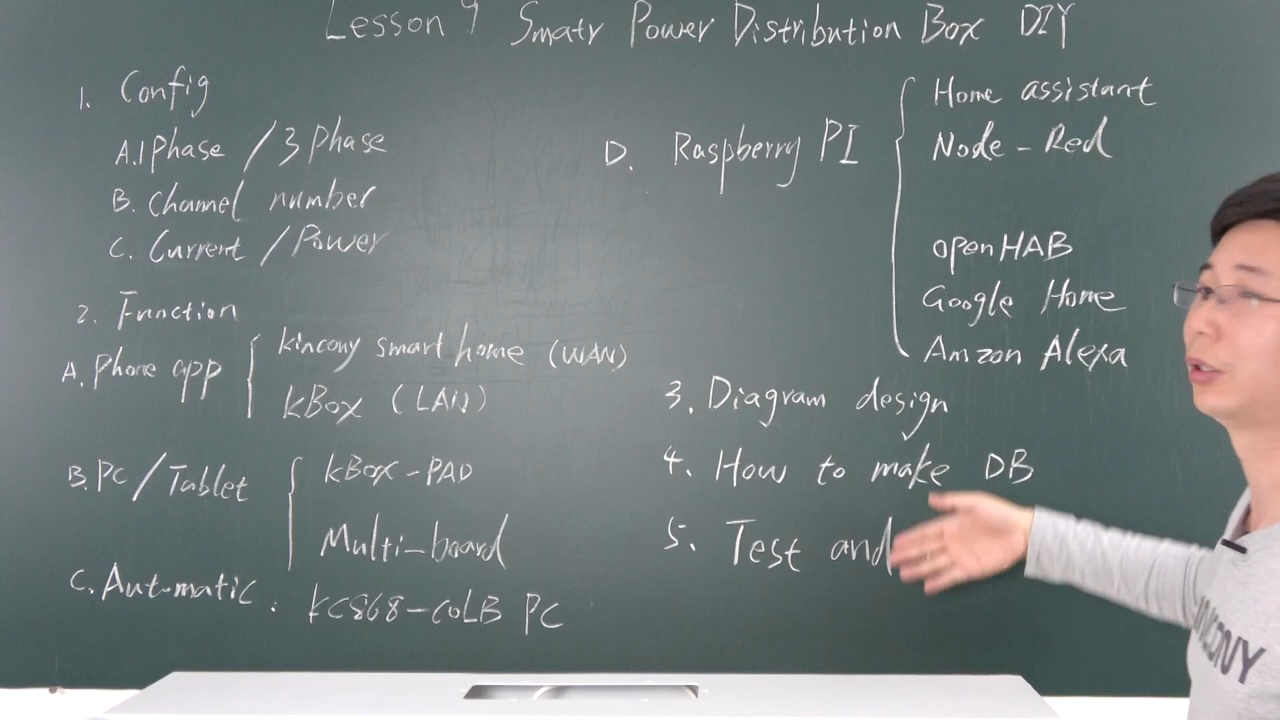 Lesson 9 Smatr Power Distribution Box DIY
1. Config
A. 1 Phase / 3 Phase
B. Channel number
C. Current / Power
2. Function
A. Phone app
kincony smart home (WAN)
kBox (LAN)
B. PC / Tablet
kBox-PAD
Multi-board
C. Automatic: KC868-COLB PC
D. Raspberry PI
Home assistant
Node-Red
openHAB
Google Home
Amzon Alexa
3. Diagram design
4. How to make DB
5. Test and